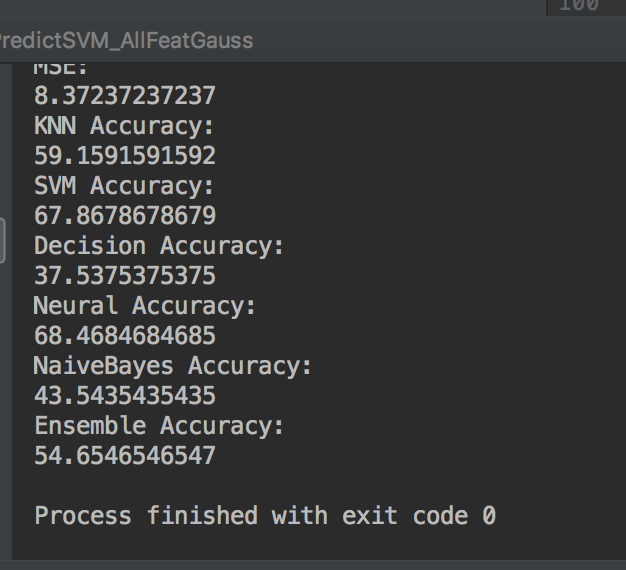 100
redictSVM_AllFeatGauss
MSE:
8.37237237237
KNN Accuracy:
59.1591591592
SVM Accuracy:
67.8678678679
Decision Accuracy:
37.5375375375
Neural Accuracy:
68.4684684685
NaiveBayes Accuracy:
43.5435435435
Ensemble Accuracy:
54.6546546547
Process finished with exit code 0